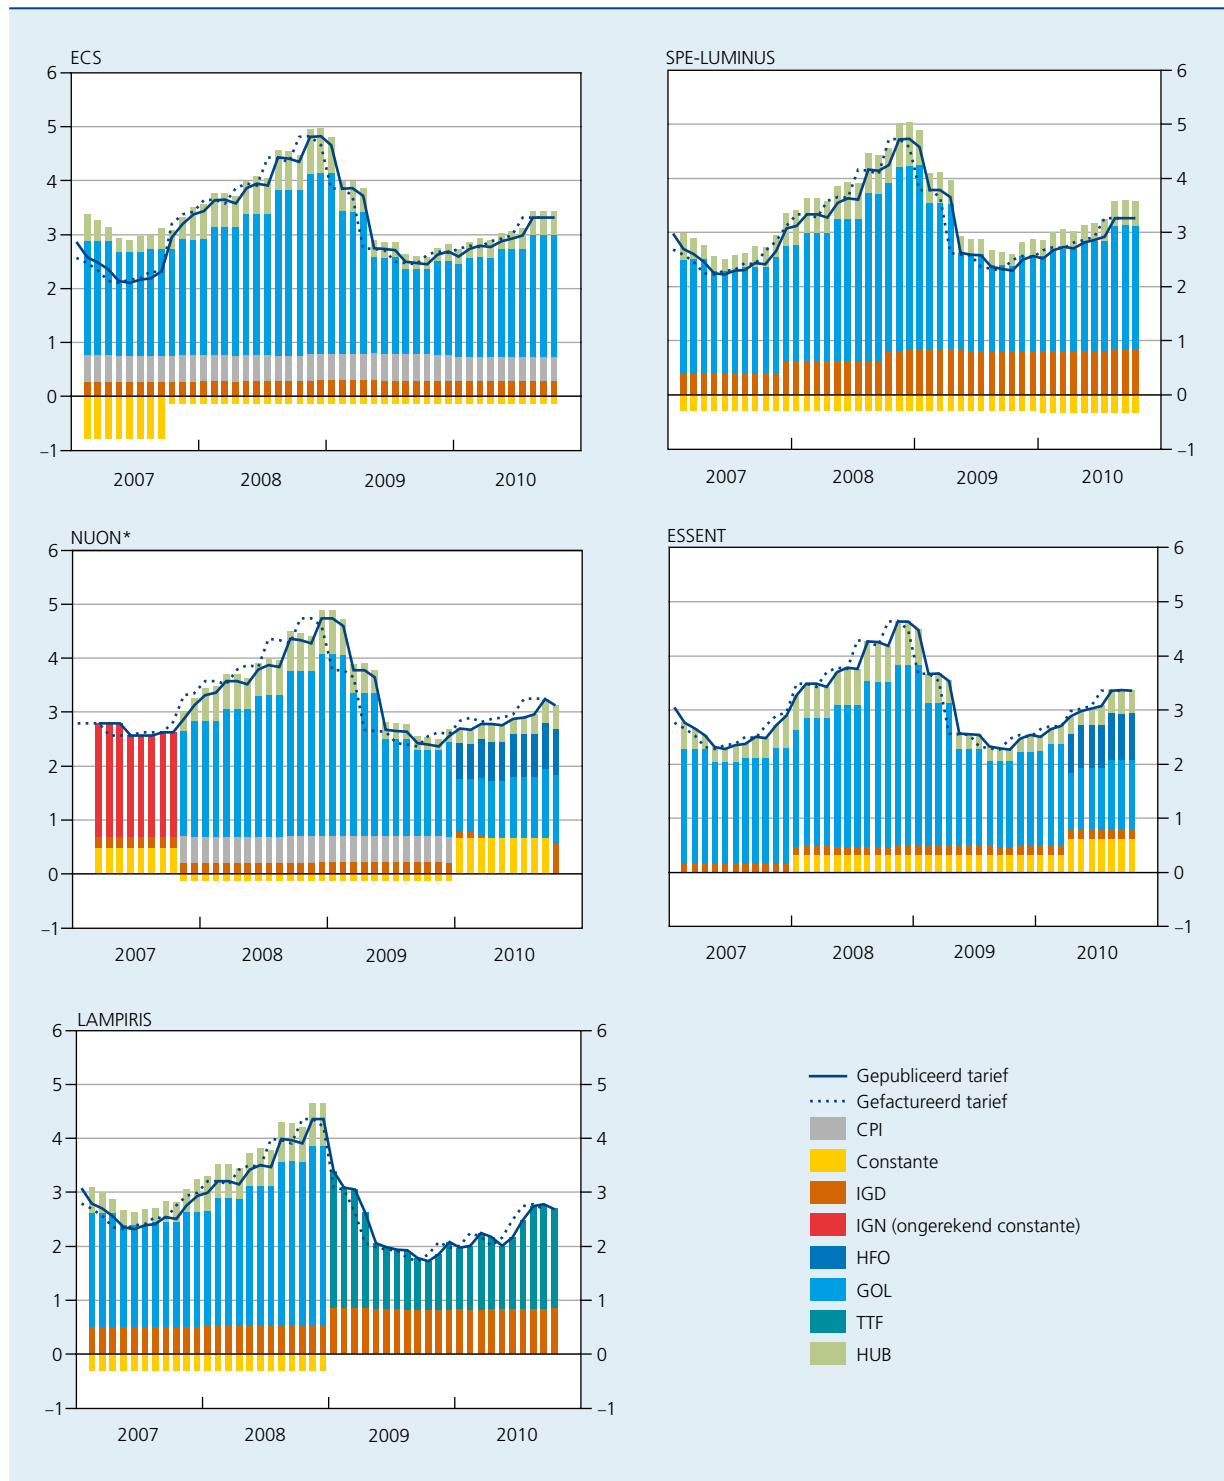 ECS
6
5
4
3
2
1
0
–1
2007 2008 2009 2010
SPE-LUMINUS
6
5
4
3
2
1
0
–1
2007 2008 2009 2010
NUON*
6
5
4
3
2
1
0
–1
2007 2008 2009 2010
ESSENT
6
5
4
3
2
1
0
–1
2007 2008 2009 2010
LAMPIRIS
6 6
5 5
4 4
3 3
2 2
1 1
0 0
–1 –1
2007 2008 2009 2010
Gepubliceerd tarief
Gefactureerd tarief
CPI
Constante
IGD
IGN (ongerekend constante)
HFO
GOL
TTF
HUB